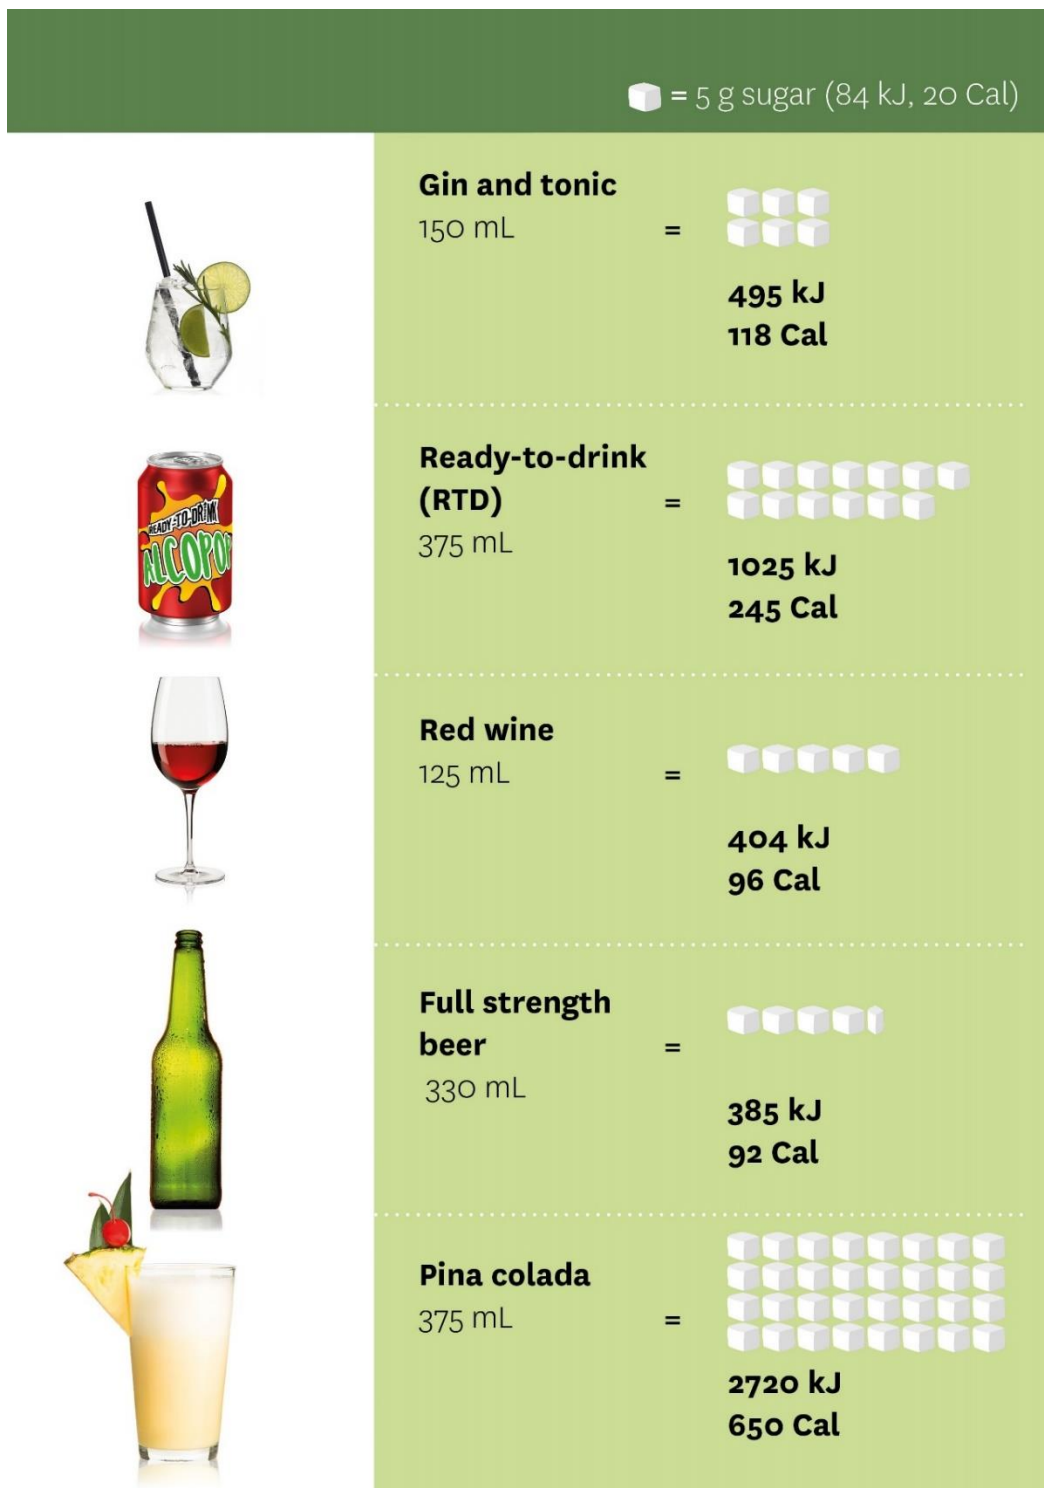 = 5 g sugar (84 kJ, 20 Cal)
Gin and tonic
150 mL
=
495 kJ
118 Cal
READY-TO-DRINK
ALCOPOP
Ready-to-drink
(RTD)
375 mL
=
1025 kJ
245 Cal
Red wine
125 mL
=
404 kJ
96 Cal
Full strength
beer
330 mL
=
385 kJ
92 Cal
Pina colada
375 mL
=
2720 kJ
650 Cal